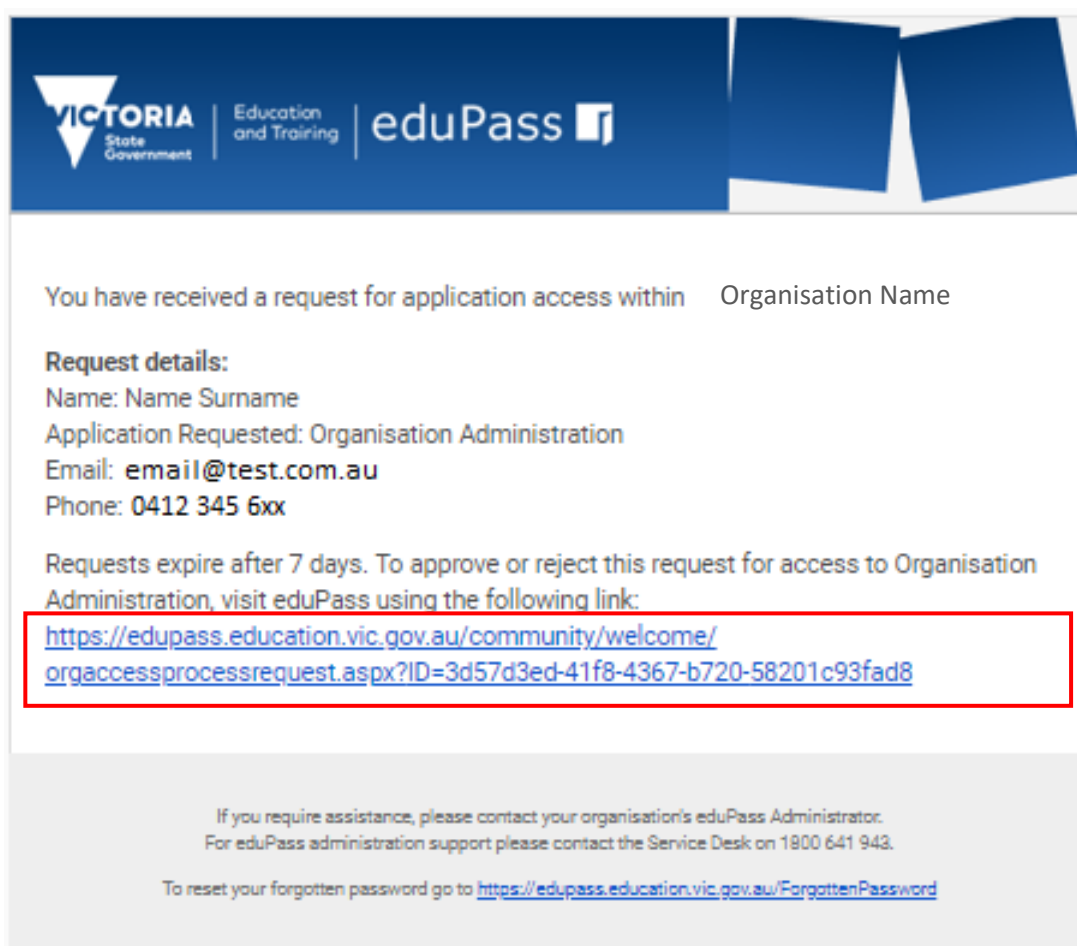 VICTORIA
State
Government
Education
and Training
eduPass
You have received a request for application access within Organisation Name
Request details:
Name: Name Surname
Application Requested: Organisation Administration
Email: email@test.com.au
Phone: 0412 345 6xx
Requests expire after 7 days. To approve or reject this request for access to Organisation
Administration, visit eduPass using the following link:
https://edupass.education.vic.gov.au/community/welcome/
orgaccessprocessrequest.aspx?ID=3d57d3ed-41f8-4367-b720-58201c93fad8
If you require assistance, please contact your organisation's eduPass Administrator.
For eduPass administration support please contact the Service Desk on 1800 641 943.
To reset your forgotten password go to https://edupass.education.vic.gov.au/ForgottenPassword